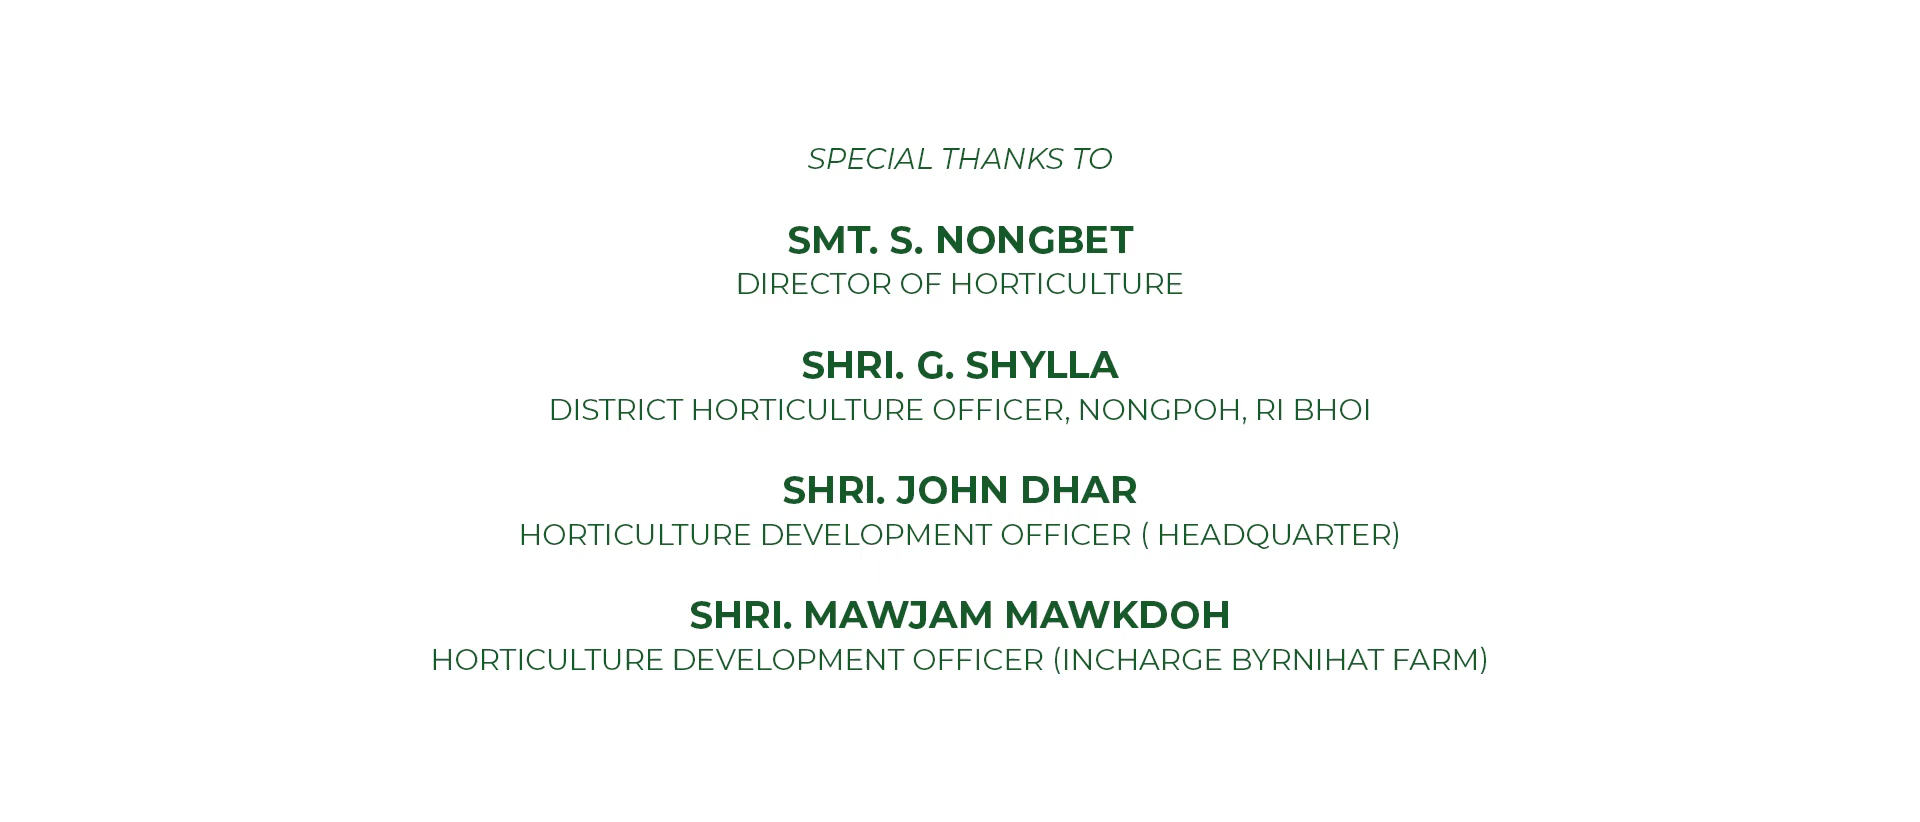 SPECIAL THANKS TO
SMT. S. NONGBET
DIRECTOR OF HORTICULTURE
SHRI. G. SHYLLA
DISTRICT HORTICULTURE OFFICER, NONGPOH, RI BHOI
SHRI. JOHN DHAR
HORTICULTURE DEVELOPMENT OFFICER ( HEADQUARTER)
SHRI. MAWJAM MAWKDOH
HORTICULTURE DEVELOPMENT OFFICER (INCHARGE BYRNIHAT FARM)